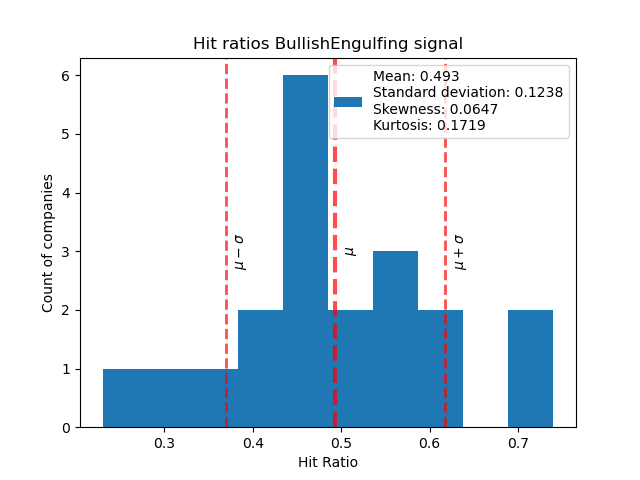 Hit ratios BullishEngulfing signal
Mean: 0.493
Standard deviation: 0.1238
Skewness: 0.0647
Kurtosis: 0.1719
Count of companies
6
5
4
3
2
1
0
μ − σ
μ
μ + σ
0.3 0.4 0.5 0.6 0.7
Hit Ratio